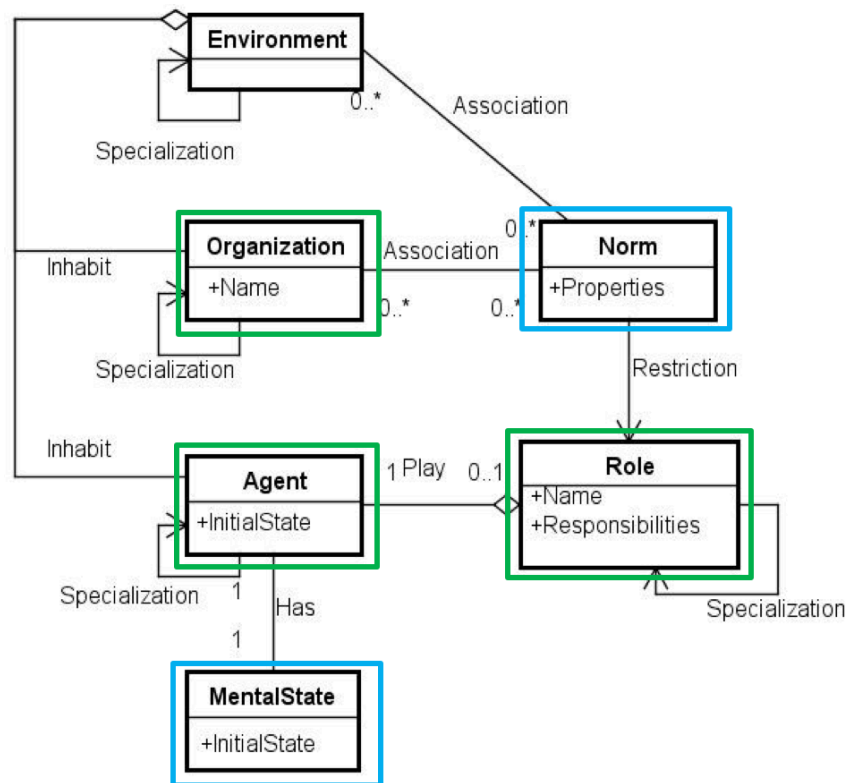 Environment
0..*
Association
Specialization
Organization
+Name
Association
0..*
Norm
+Properties
Inhabit
0..*
0..*
Specialization
Restriction
Inhabit
Agent
+InitialState
1
Play
0..1
Role
+Name
+Responsibilities
Specialization
1
Has
Specialization
1
MentalState
+InitialState